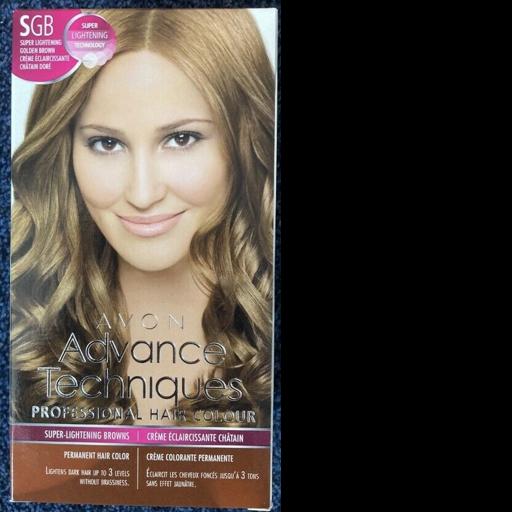 SGB
SUPER LIGHTENING
GOLDEN BROWN
CRÈME ÉCLAIRCISSANTE
CHÂTAIN DORÉ
SUPER
LIGHTENING
TECHNOLOGY
AVON
Advance
Techniques
PROFESSIONAL HAIR COLOUR
SUPER-LIGHTENING BROWNS | CRÈME ÉCLAIRCISSANTE CHÂTAIN
PERMANENT HAIR COLOR
LIGHTENS DARK HAIR UP TO 3 LEVELS
WITHOUT BRASSINESS.
CRÈME COLORANTE PERMANENTE
ÉCLAIRCIT LES CHEVEUX FONCÉS JUSQU'À 3 TONS
SANS EFFET JAUNÂTRE.